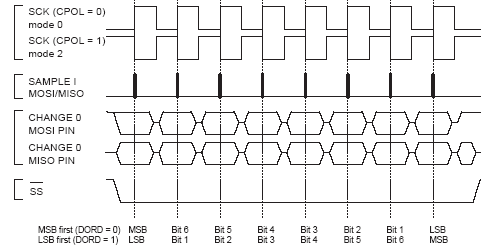 SCK (CPOL = 0)
mode 0
SCK (CPOL = 1)
mode 2
SAMPLE I
MOSI/MISO
CHANGE 0
MOSI PIN
CHANGE 0
MISO PIN
SS
MSB first (DORD = 0) MSB Bit 6 Bit 5 Bit 4 Bit 3 Bit 2 Bit 1 LSB
LSB first (DORD = 1) LSB Bit 1 Bit 2 Bit 3 Bit 4 Bit 5 Bit 6 MSB